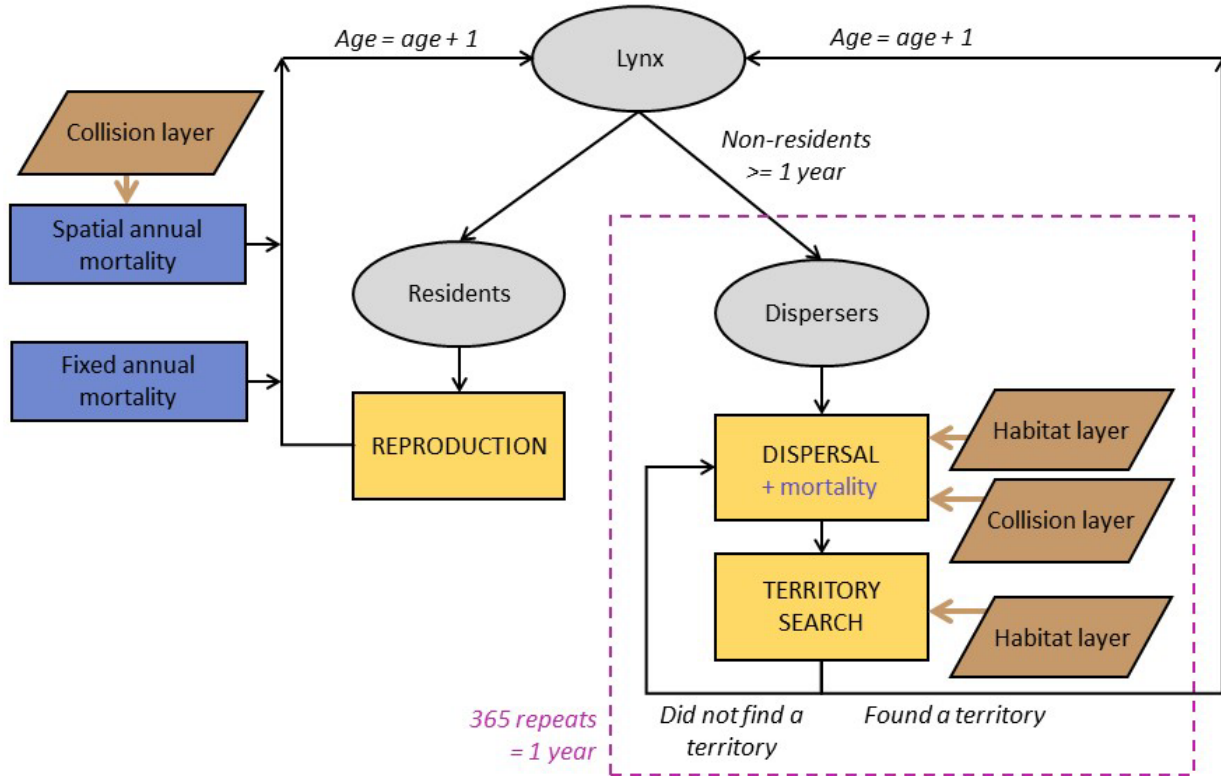 Age = age + 1
Lynx
Age = age + 1
Collision layer
Non-residents
>= 1 year
Spatial annual
mortality
Residents
Dispersers
Fixed annual
mortality
REPRODUCTION
DISPERSAL
+ mortality
Habitat layer
Collision layer
TERRITORY
SEARCH
Habitat layer
365 repeats
= 1 year
Did not find a
territory
Found a territory